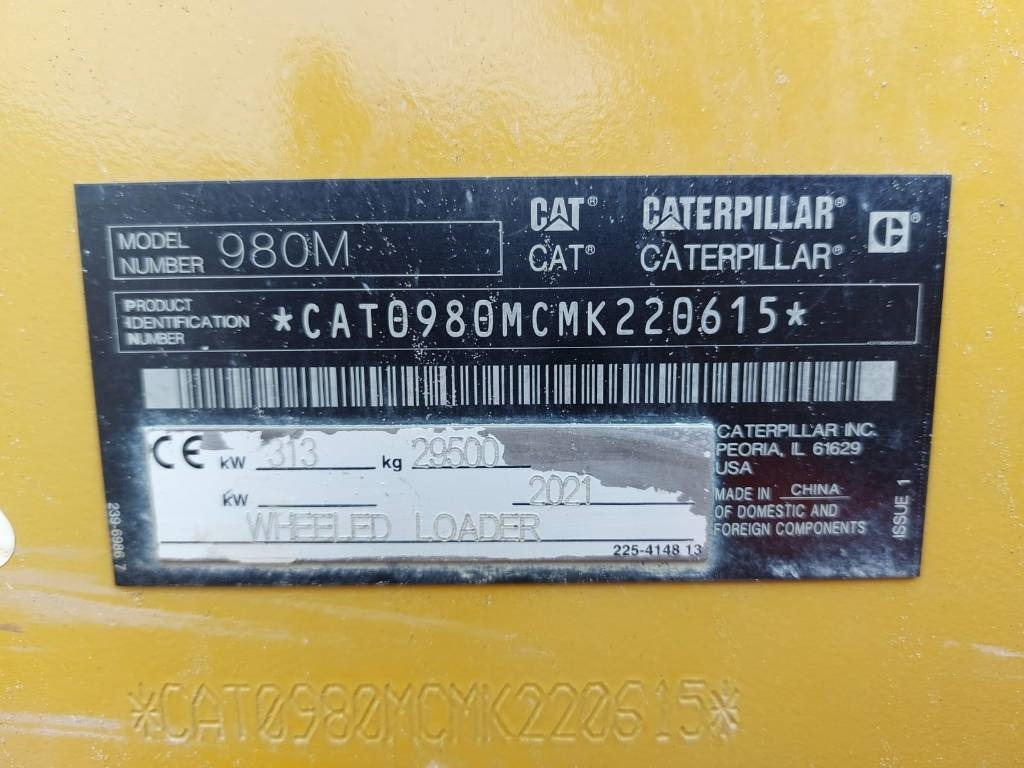 CAT® CATERPILLAR®
CAT® CATERPILLAR®
MODEL NUMBER 980M
PRODUCT IDENTIFICATION NUMBER *CAT0980MCMK220615*
CE kW 313 kg 29500
kW 2021
WHEELED LOADER
225-4148 13
CATERPILLAR INC.
PEORIA, IL 61629
USA
MADE IN CHINA
OF DOMESTIC AND
FOREIGN COMPONENTS
ISSUE 1
239-6986 7
*CAT0980MCMK220615*